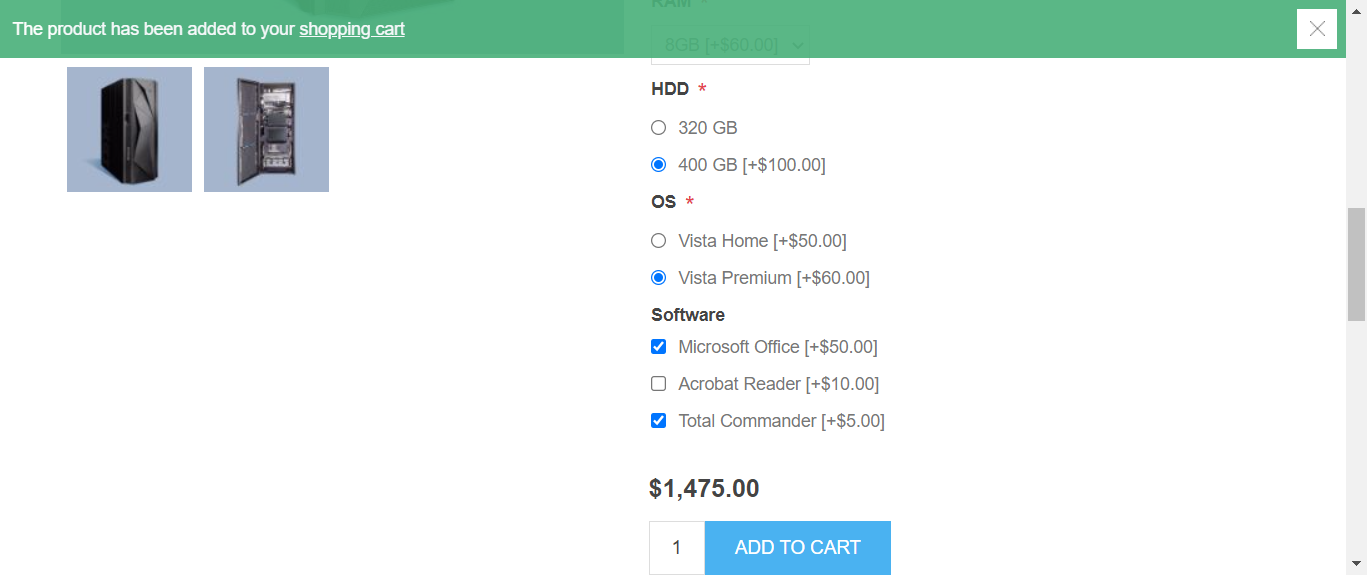 RAM *
The product has been added to your shopping cart
8GB [+$60.00]
HDD *
320 GB
400 GB [+$100.00]
OS *
Vista Home [+$50.00]
Vista Premium [+$60.00]
Software
Microsoft Office [+$50.00]
Acrobat Reader [+$10.00]
Total Commander [+$5.00]
$1,475.00
1
ADD TO CART